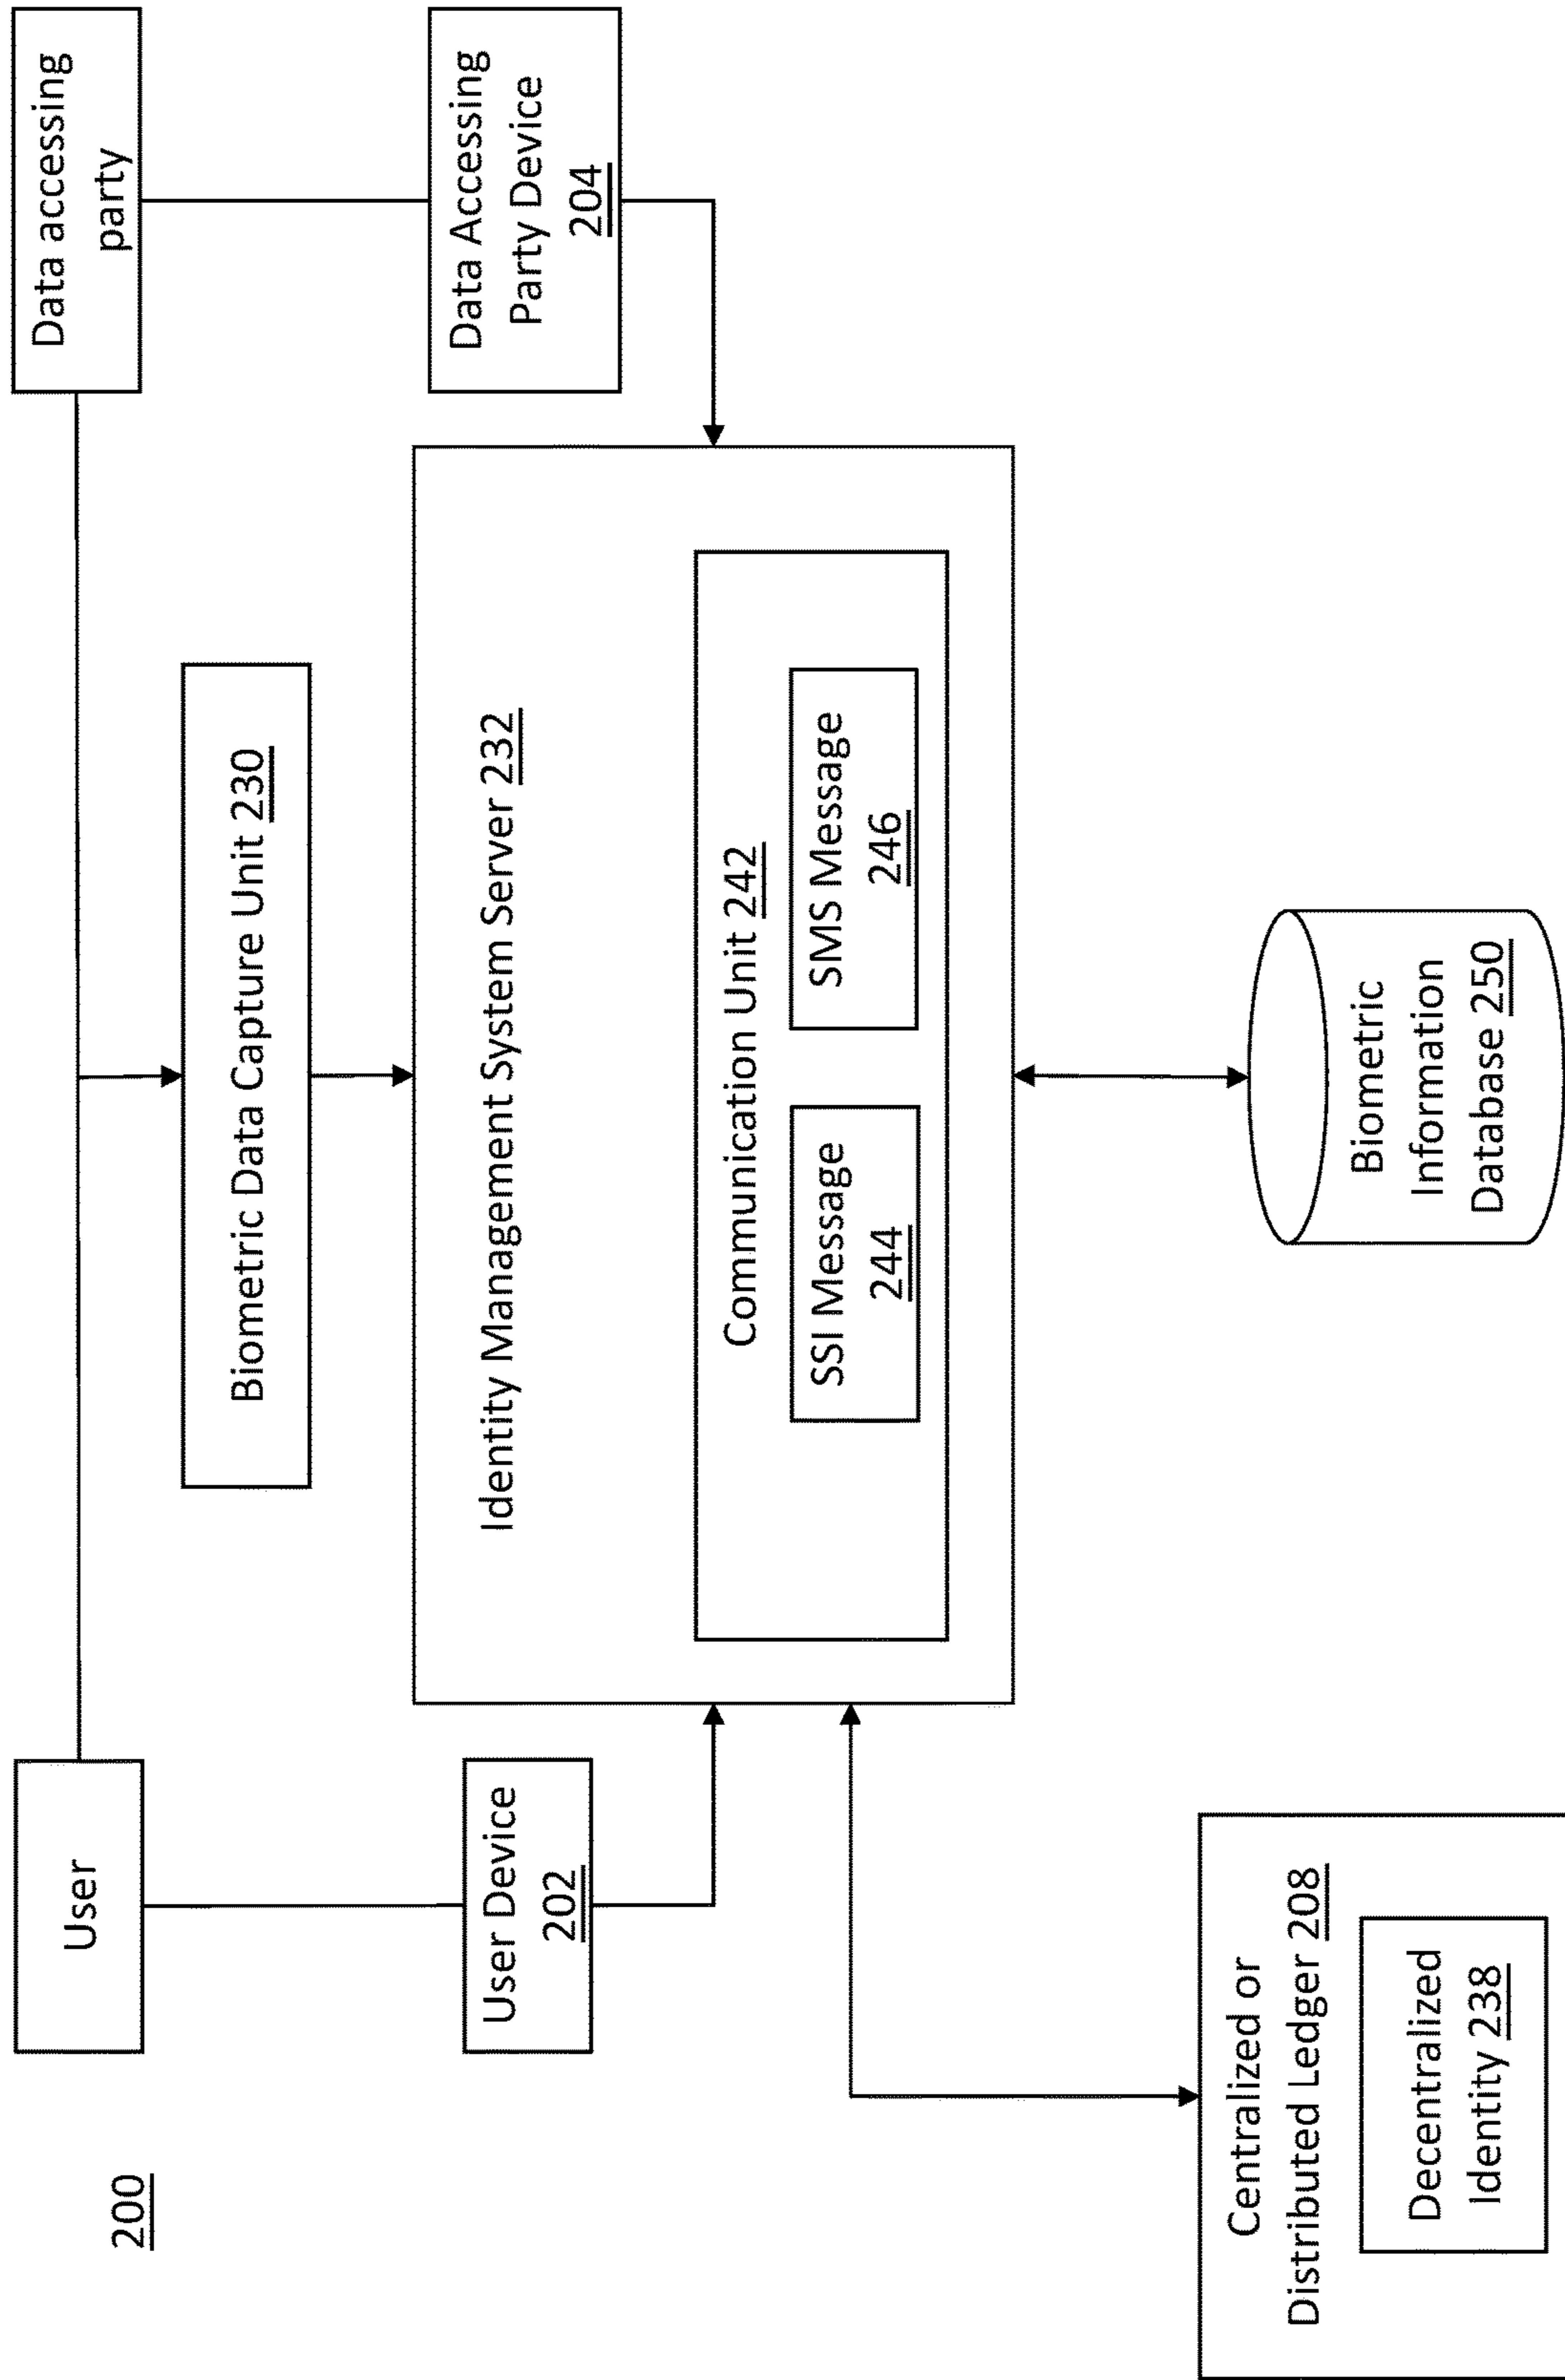 200
User
Data accessing
party
Biometric Data Capture Unit 230
User Device
202
Data Accessing
Party Device
204
Identity Management System Server 232
Communication Unit 242
SSI Message
244
SMS Message
246
Centralized or
Distributed Ledger 208
Decentralized
Identity 238
Biometric
Information
Database 250